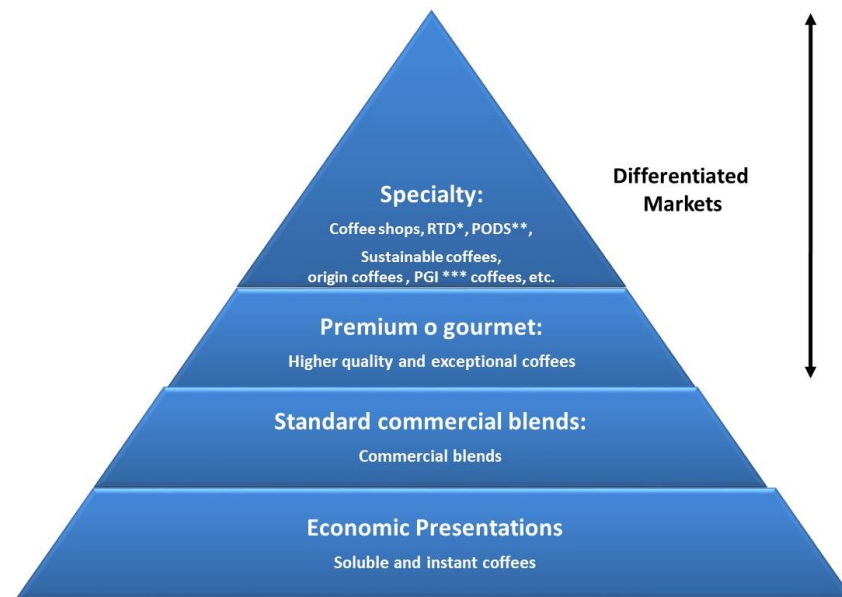 Differentiated
Markets
Specialty:
Coffee shops, RTD*, PODS**,
Sustainable coffees,
origin coffees , PGI *** coffees, etc.
Premium o gourmet:
Higher quality and exceptional coffees
Standard commercial blends:
Commercial blends
Economic Presentations
Soluble and instant coffees